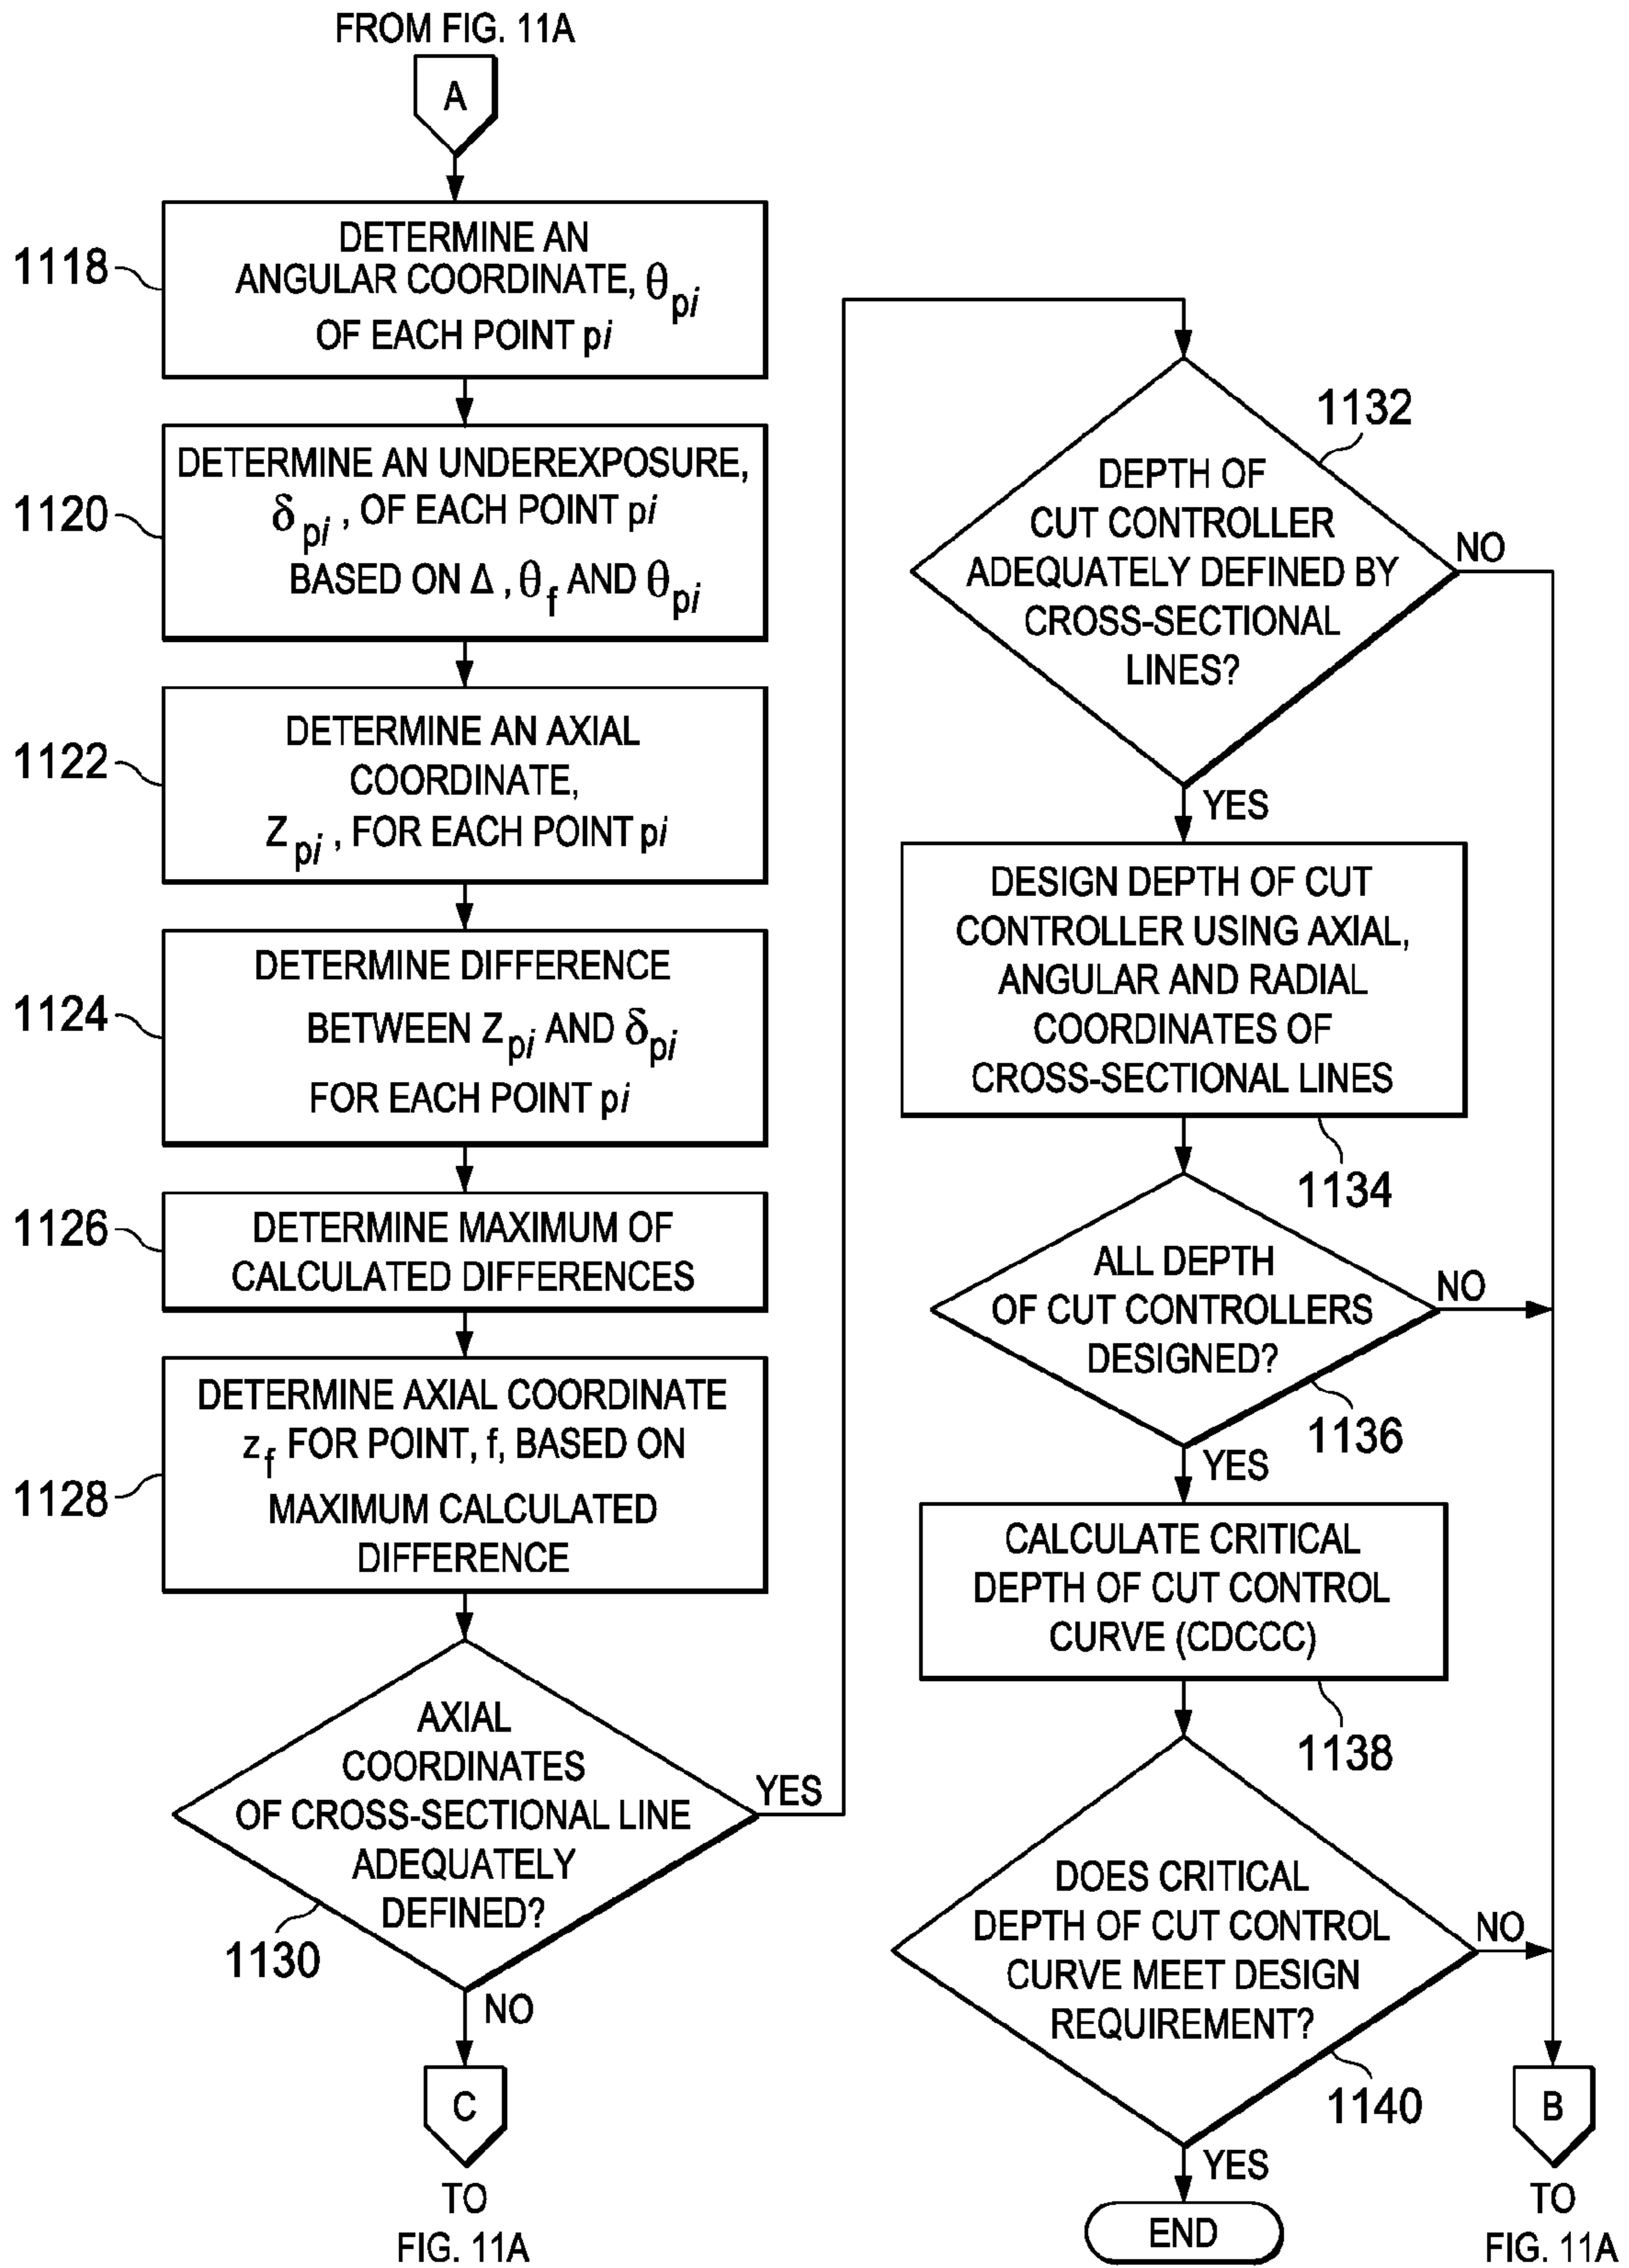 FROM FIG. 11A
A
1118
DETERMINE AN
ANGULAR COORDINATE, θpi
OF EACH POINT pi
1120
DETERMINE AN UNDEREXPOSURE,
δpi, OF EACH POINT pi
BASED ON Δ, θf AND θpi
1122
DETERMINE AN AXIAL
COORDINATE,
Zpi, FOR EACH POINT pi
1124
DETERMINE DIFFERENCE
BETWEEN Zpi AND δpi
FOR EACH POINT pi
1126
DETERMINE MAXIMUM OF
CALCULATED DIFFERENCES
1128
DETERMINE AXIAL COORDINATE
zf FOR POINT, f, BASED ON
MAXIMUM CALCULATED
DIFFERENCE
AXIAL
COORDINATES
OF CROSS-SECTIONAL LINE
ADEQUATELY
DEFINED?
1130
YES
NO
C
TO
FIG. 11A
1132
DEPTH OF
CUT CONTROLLER
ADEQUATELY DEFINED BY
CROSS-SECTIONAL
LINES?
NO
YES
DESIGN DEPTH OF CUT
CONTROLLER USING AXIAL,
ANGULAR AND RADIAL
COORDINATES OF
CROSS-SECTIONAL LINES
1134
ALL DEPTH
OF CUT CONTROLLERS
DESIGNED?
NO
1136
YES
CALCULATE CRITICAL
DEPTH OF CUT CONTROL
CURVE (CDCCC)
1138
DOES CRITICAL
DEPTH OF CUT CONTROL
CURVE MEET DESIGN
REQUIREMENT?
NO
1140
YES
END
B
TO
FIG. 11A